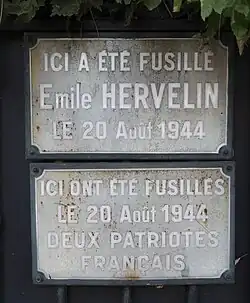 ICI A ÉTÉ FUSILLÉ
Emile HERVELIN
LE 20 Août 1944
ICI ONT ÉTÉ FUSILLÉS
LE 20 Août 1944
DEUX PATRIOTES
FRANÇAIS